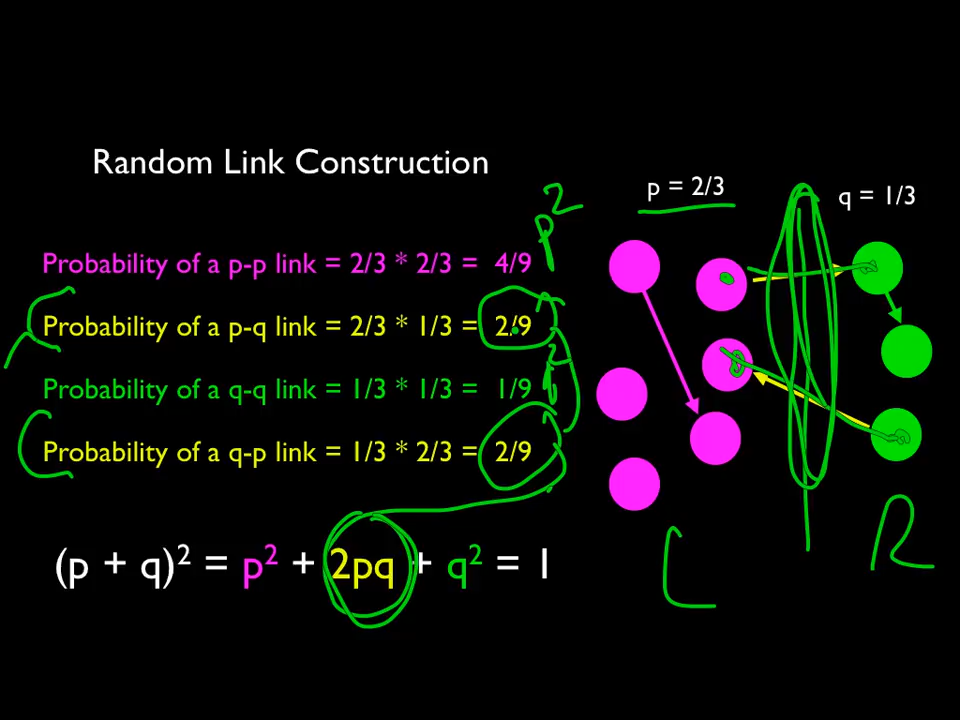 Random Link Construction
p = 2/3
q = 1/3
p²
Probability of a p-p link = 2/3 * 2/3 = 4/9
Probability of a p-q link = 2/3 * 1/3 = 2/9
Probability of a q-q link = 1/3 * 1/3 = 1/9
Probability of a q-p link = 1/3 * 2/3 = 2/9
(p + q)² = p² + 2pq + q² = 1
L
R